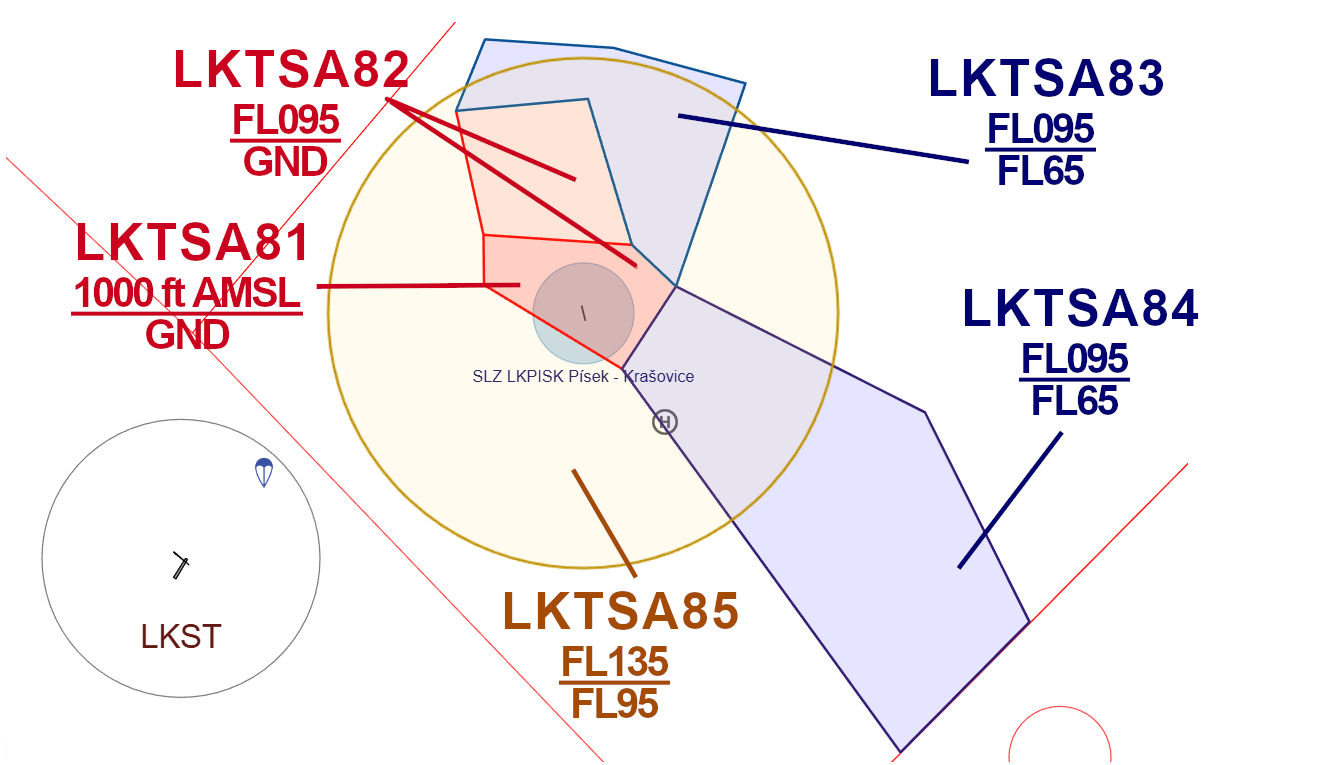 LKTSA82
FL095
GND
LKTSA83
FL095
FL65
LKTSA81
1000 ft AMSL
GND
LKTSA84
FL095
FL65
SLZ LKPISK Písek - Krašovice
H
LKST
LKTSA85
FL135
FL95